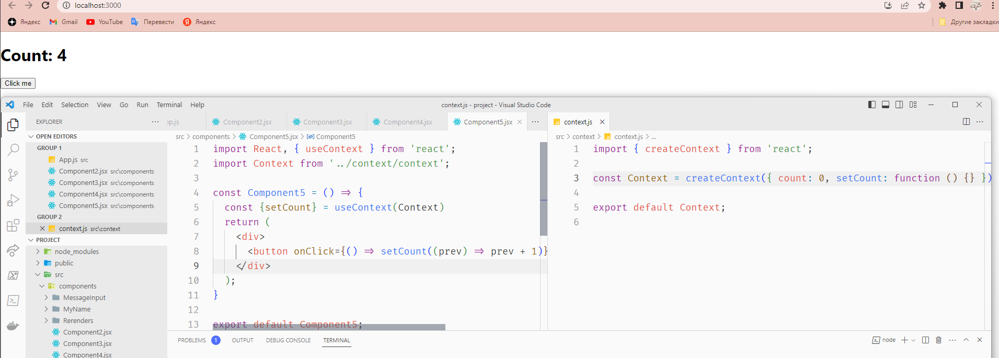 localhost:3000
Яндекс Gmail YouTube Перевести Яндекс Другие закладки
Count: 4
Click me
File Edit Selection View Go Run Terminal Help context.js - project - Visual Studio Code
EXPLORER
OPEN EDITORS
GROUP 1
App.js src
Component2.jsx src\components
Component3.jsx src\components
Component4.jsx src\components
Component5.jsx src\components
GROUP 2
context.js src\context
PROJECT
node_modules
public
src
components
MessageInput
MyName
Rerenders
Component2.jsx
Component3.jsx
Component4.jsx
pp.js Component2.jsx Component3.jsx Component4.jsx Component5.jsx
src > components > Component5.jsx > Component5
1 import React, { useContext } from 'react';
2 import Context from '../context/context';
3
4 const Component5 = () => {
5 const {setCount} = useContext(Context)
6 return (
7 <div>
8 <button onClick={() => setCount((prev) => prev + 1)}
9 </div>
10 );
11 }
12
13 export default Component5;
context.js
src > context > context.js > ...
1 import { createContext } from 'react';
2
3 const Context = createContext({ count: 0, setCount: function () {} })
4
5 export default Context;
6
PROBLEMS 1 OUTPUT DEBUG CONSOLE TERMINAL node